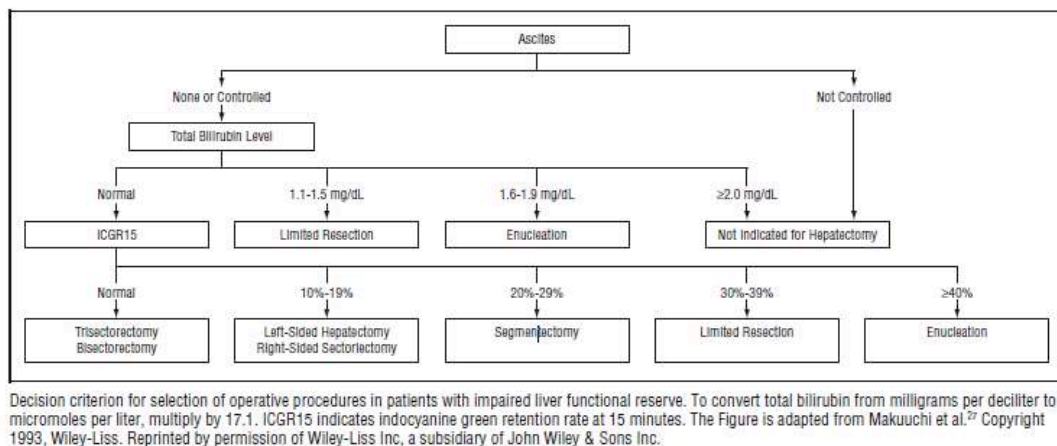 Ascites
None or Controlled
Not Controlled
Total Bilirubin Level
Normal
1.1-1.5 mg/dL
1.6-1.9 mg/dL
≥2.0 mg/dL
ICGR15
Limited Resection
Enucleation
Not Indicated for Hepatectomy
Normal
10%-19%
20%-29%
30%-39%
≥40%
Trisectorectomy
Bisectorectomy
Left-Sided Hepatectomy
Right-Sided Sectoriectomy
Segmentectomy
Limited Resection
Enucleation
Decision criterion for selection of operative procedures in patients with impaired liver functional reserve. To convert total bilirubin from milligrams per deciliter to
micromoles per liter, multiply by 17.1. ICGR15 indicates indocyanine green retention rate at 15 minutes. The Figure is adapted from Makuuchi et al.27 Copyright
1993, Wiley-Liss. Reprinted by permission of Wiley-Liss Inc, a subsidiary of John Wiley & Sons Inc.